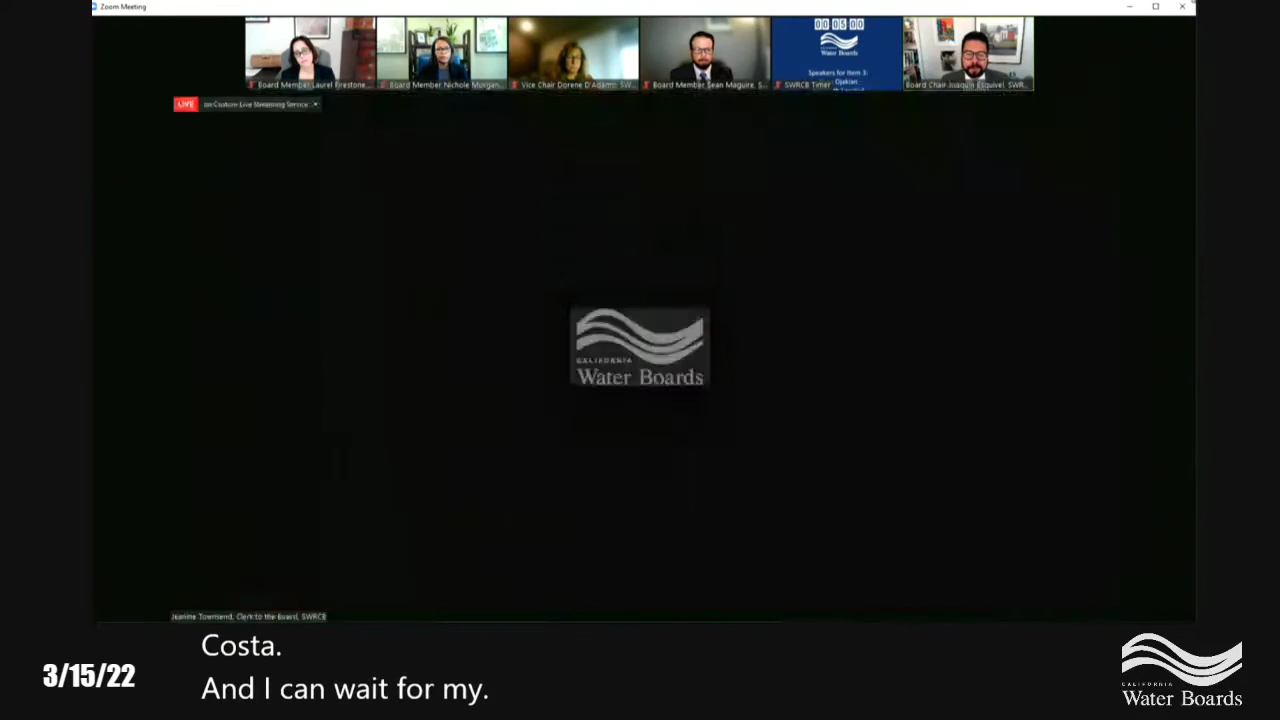 Zoom Meeting
00:05:00
Water Boards
Speakers for Item 3:
Ojakian
Board Member Laurel Firestone...
Board Member Nichole Morgan...
Vice Chair Dorene D'Adamo, SW...
Board Member Sean Maguire, S...
SWRCB Timer
Board Chair Joaquin Esquivel, SWR...
LIVE
on Custom Live Streaming Service
CALIFORNIA
Water Boards
Jeanine Townsend, Clerk to the Board, SWRCB
Costa.
And I can wait for my.
3/15/22
CALIFORNIA
Water Boards